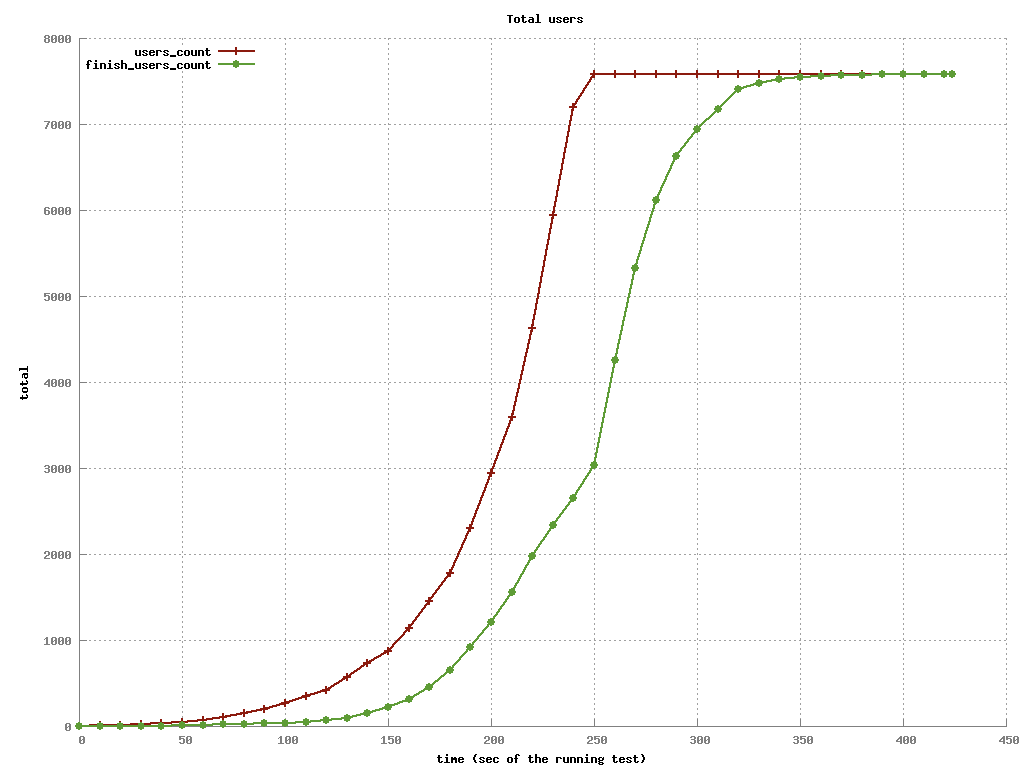 Total users
users_count
finish_users_count
8000
7000
6000
5000
4000
3000
2000
1000
0
total
0 50 100 150 200 250 300 350 400 450
time (sec of the running test)